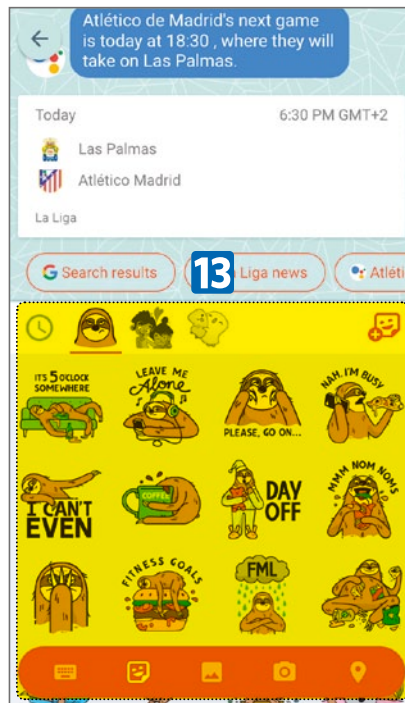 Atlético de Madrid's next game
is today at 18:30 , where they will
take on Las Palmas.
Today 6:30 PM GMT+2
Las Palmas
Atlético Madrid
La Liga
G Search results
13
Liga news
Atléti
IT'S 5 O'CLOCK
SOMEWHERE
LEAVE ME
Alone
PLEASE, GO ON...
NAH, I'M BUSY
I CAN'T
EVEN
COFFEE
DAY
OFF
MMM NOM NOMS
FITNESS GOALS
FML